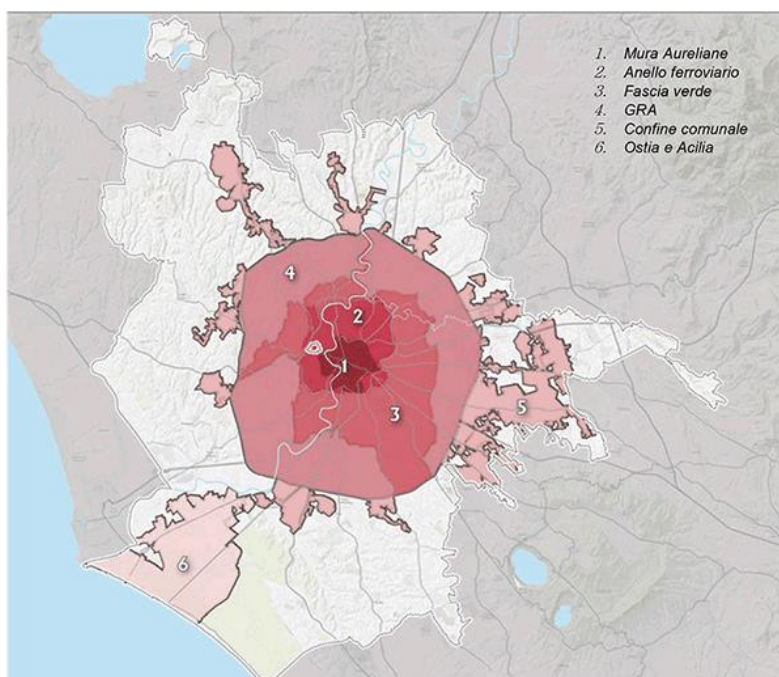 1. Mura Aureliane
2. Anello ferroviario
3. Fascia verde
4. GRA
5. Confine comunale
6. Ostia e Acilia
4
2
1
3
5
6